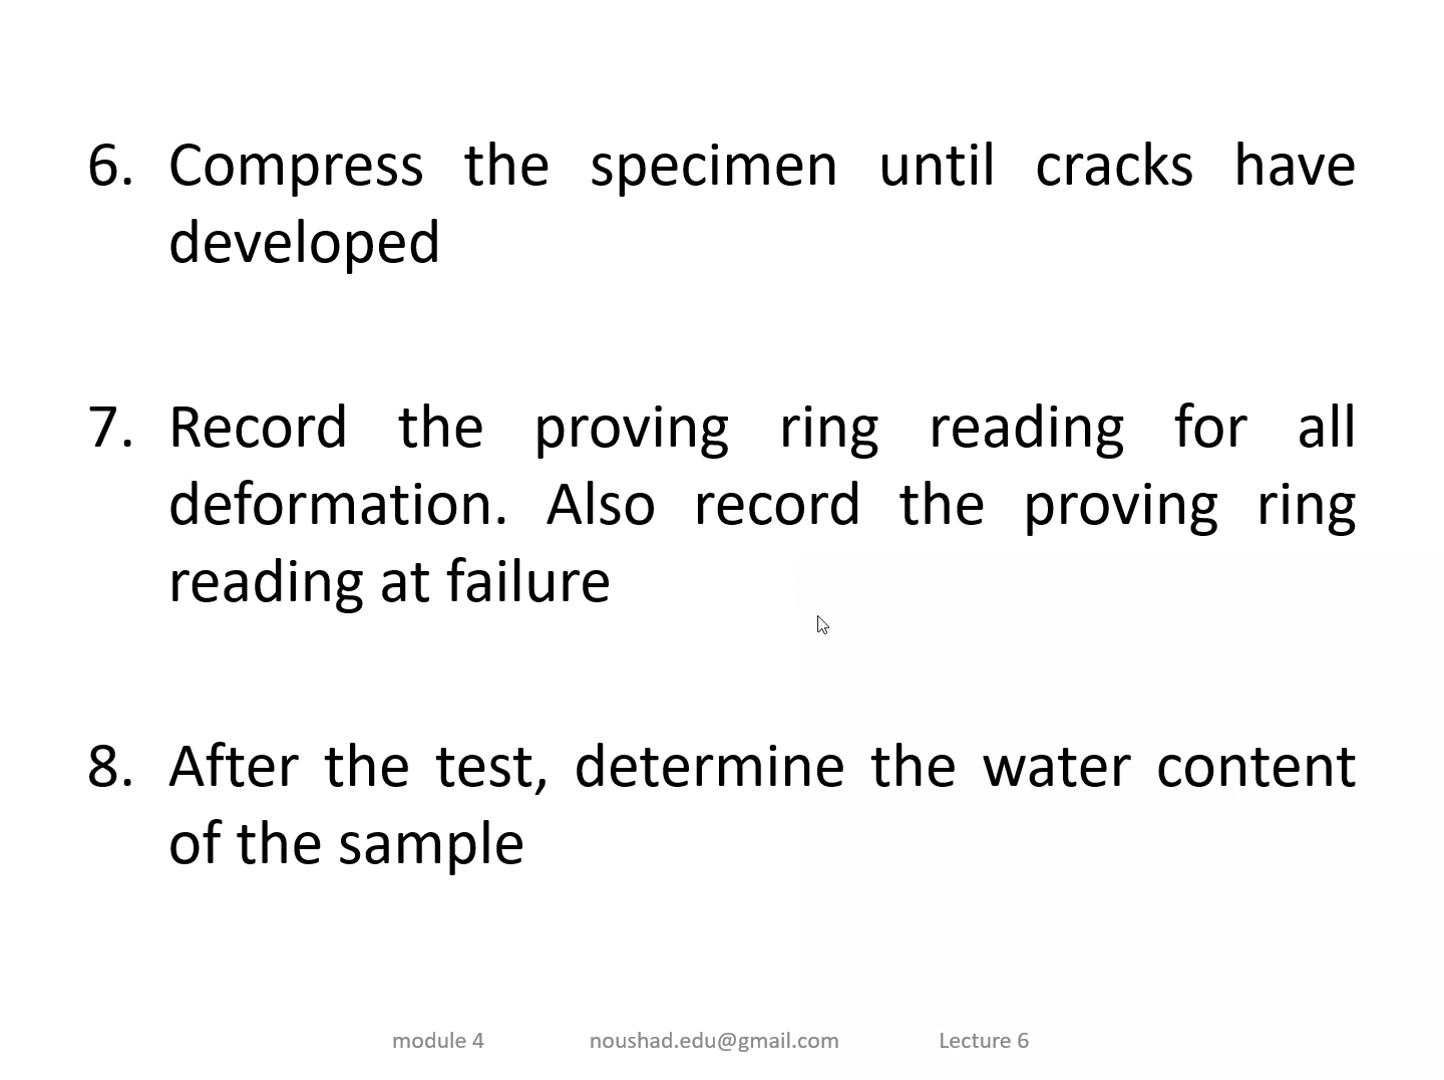 6. Compress the specimen until cracks have
developed
7. Record the proving ring reading for all
deformation. Also record the proving ring
reading at failure
8. After the test, determine the water content
of the sample
module 4 noushad.edu@gmail.com Lecture 6